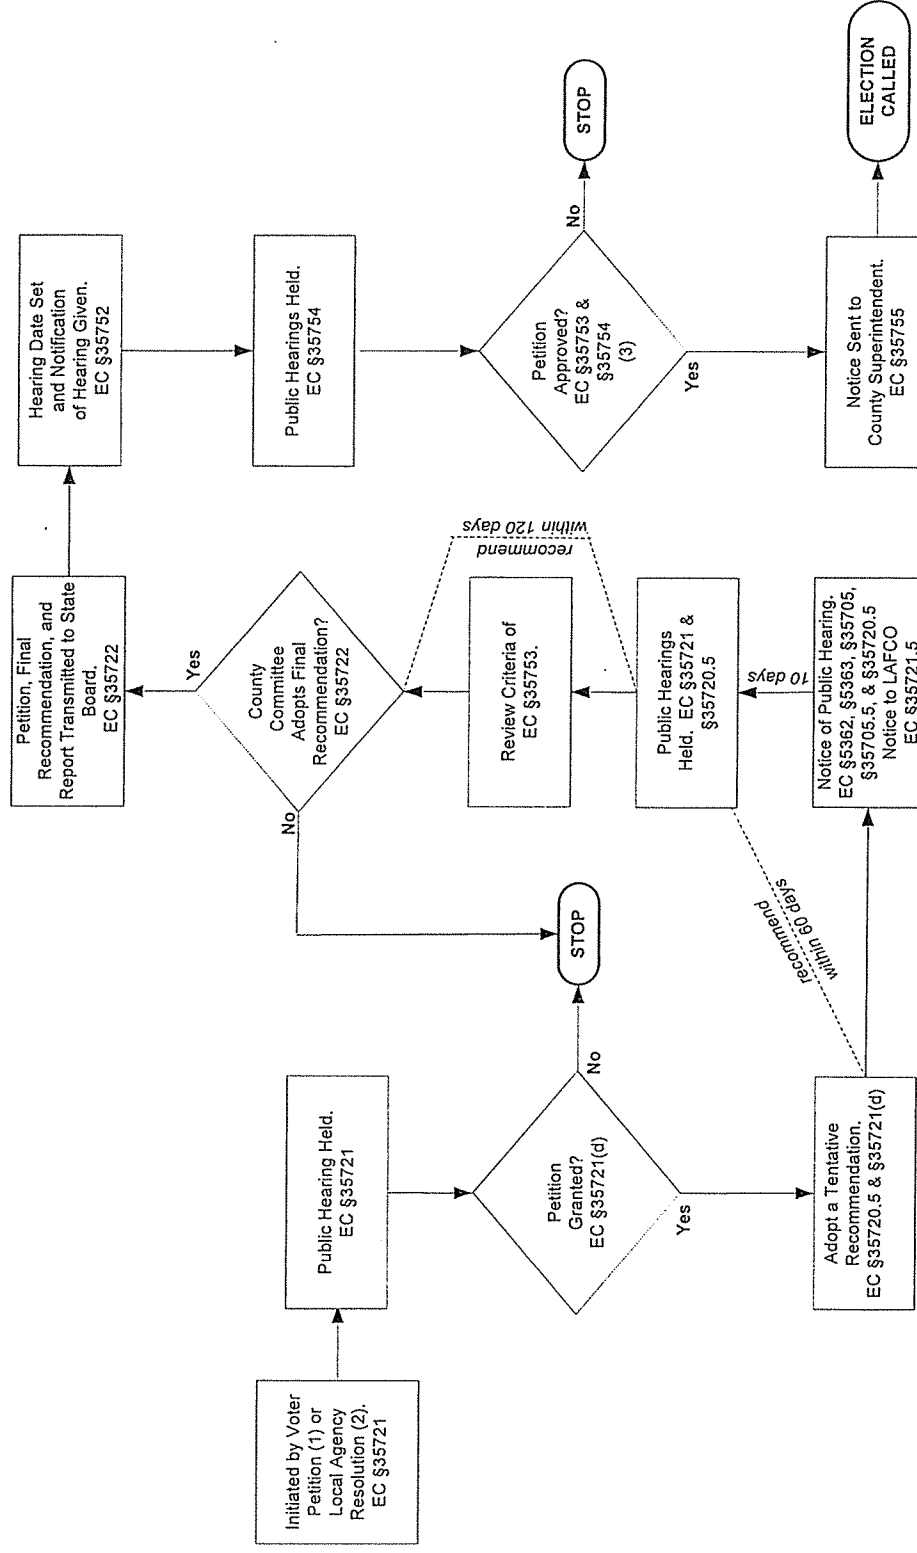 Initiated by Voter
Petition (1) or
Local Agency
Resolution (2).
EC §35721
Public Hearing Held.
EC §35721
Petition
Granted?
EC §35721(d)
No
STOP
Yes
Adopt a Tentative
Recommendation.
EC §35720.5 & §35721(d)
recommend
within 60 days
Notice of Public Hearing.
EC §5362, §5363, §35705,
§35705.5, & §35720.5
Notice to LAFCO
EC §35721.5
10 days
Public Hearings
Held. EC §35721 &
§35720.5
recommend
within 120 days
Review Criteria of
EC §35753.
County
Committee
Adopts Final
Recommendation?
EC §35722
No
Yes
Petition, Final
Recommendation, and
Report Transmitted to State
Board.
EC §35722
Hearing Date Set
and Notification
of Hearing Given.
EC §35752
Public Hearings Held.
EC §35754
Petition
Approved?
EC §35753 &
§35754
(3)
No
STOP
Yes
Notice Sent to
County Superintendent.
EC §35755
ELECTION
CALLED